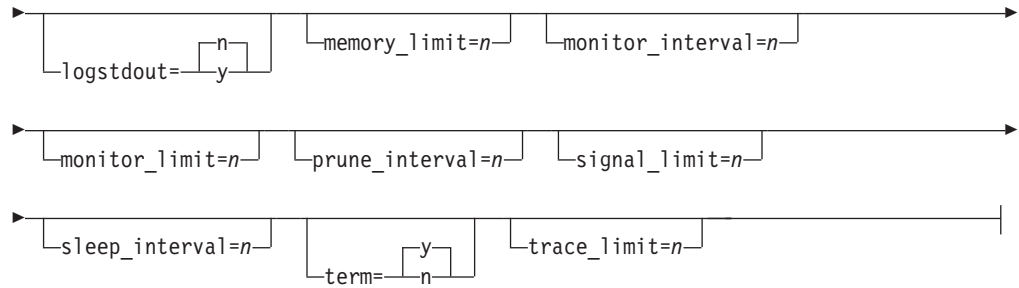 n
logstdout= y memory_limit=n monitor_interval=n
monitor_limit=n prune_interval=n signal_limit=n
y
sleep_interval=n term= n trace_limit=n